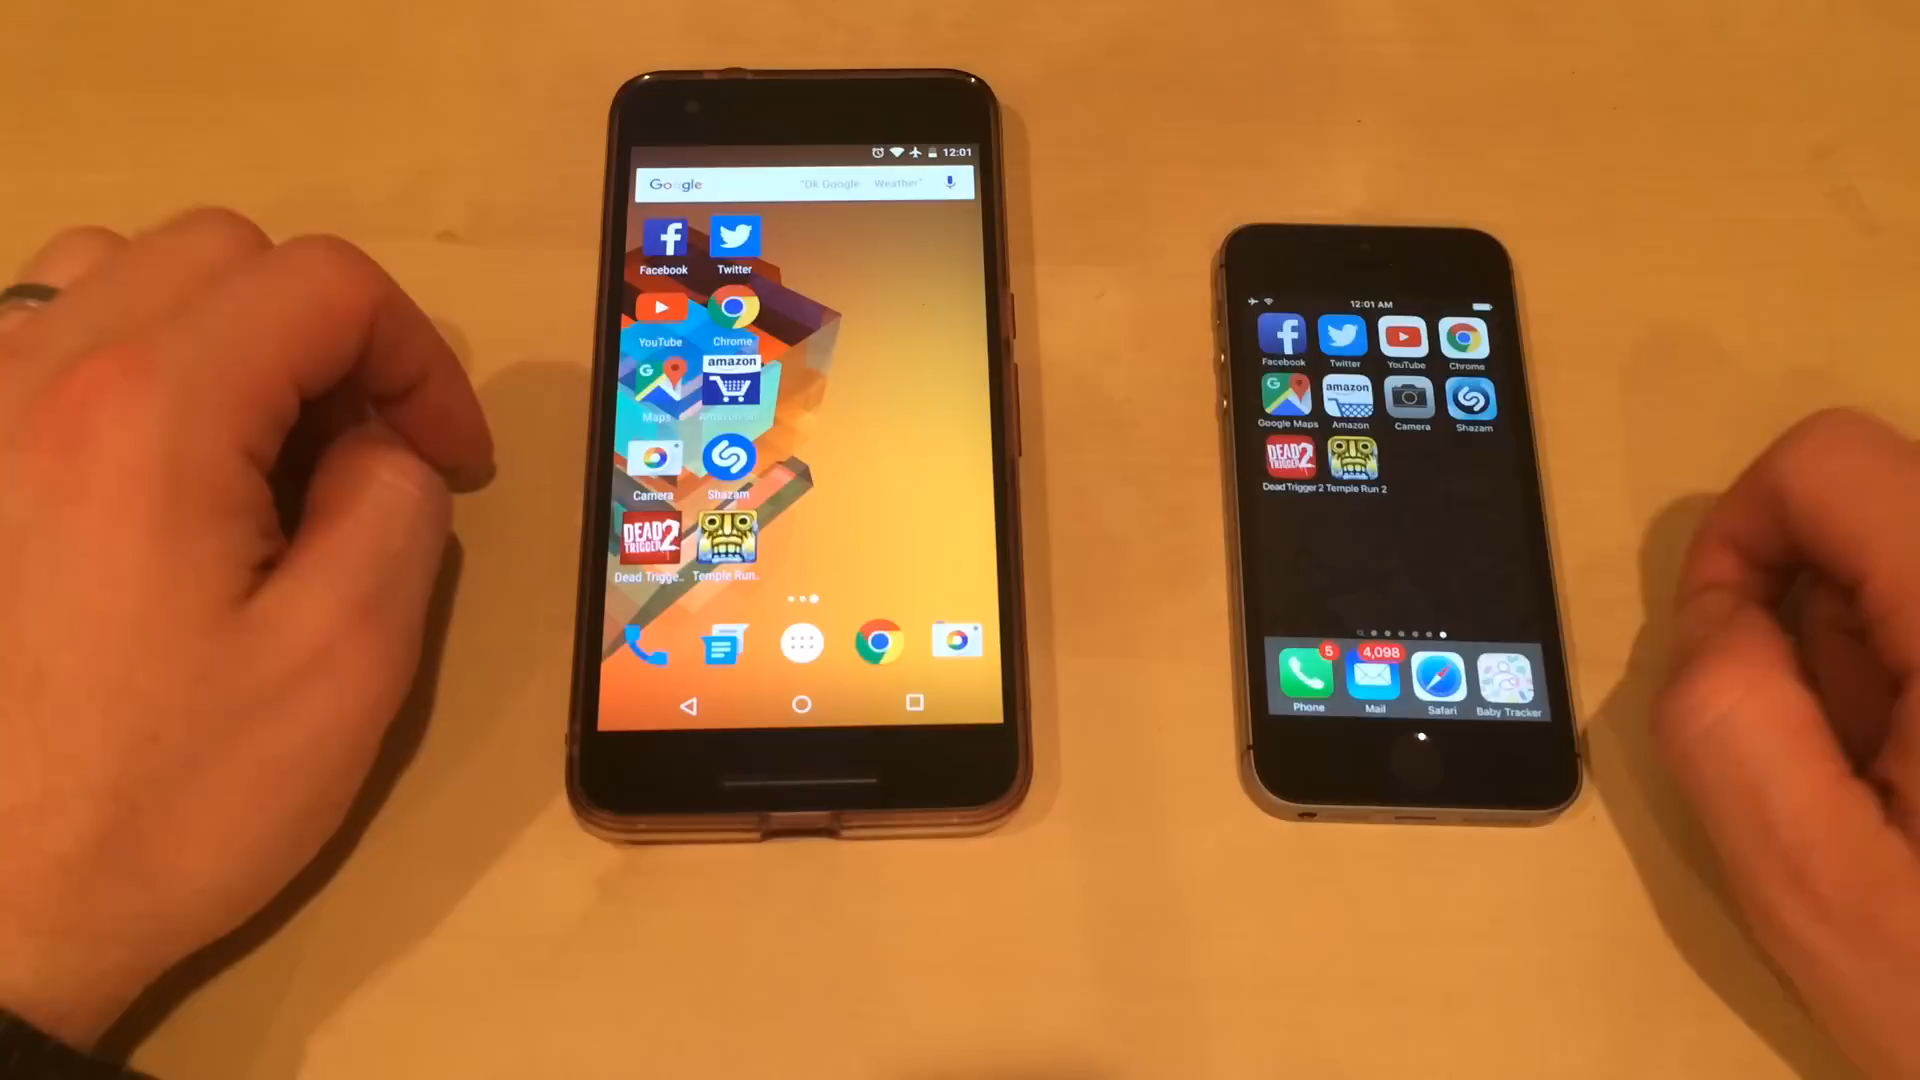 12:01
Google "Ok Google Weather"
Facebook Twitter
YouTube Chrome
amazon
Maps Amazon
Camera Shazam
DEAD TRIGGER 2
Dead Trigge.. Temple Run..
12:01 AM
Facebook Twitter YouTube Chrome
amazon
Google Maps Amazon Camera Shazam
DEAD TRIGGER 2
Dead Trigger 2 Temple Run 2
5 4,098
Phone Mail Safari Baby Tracker